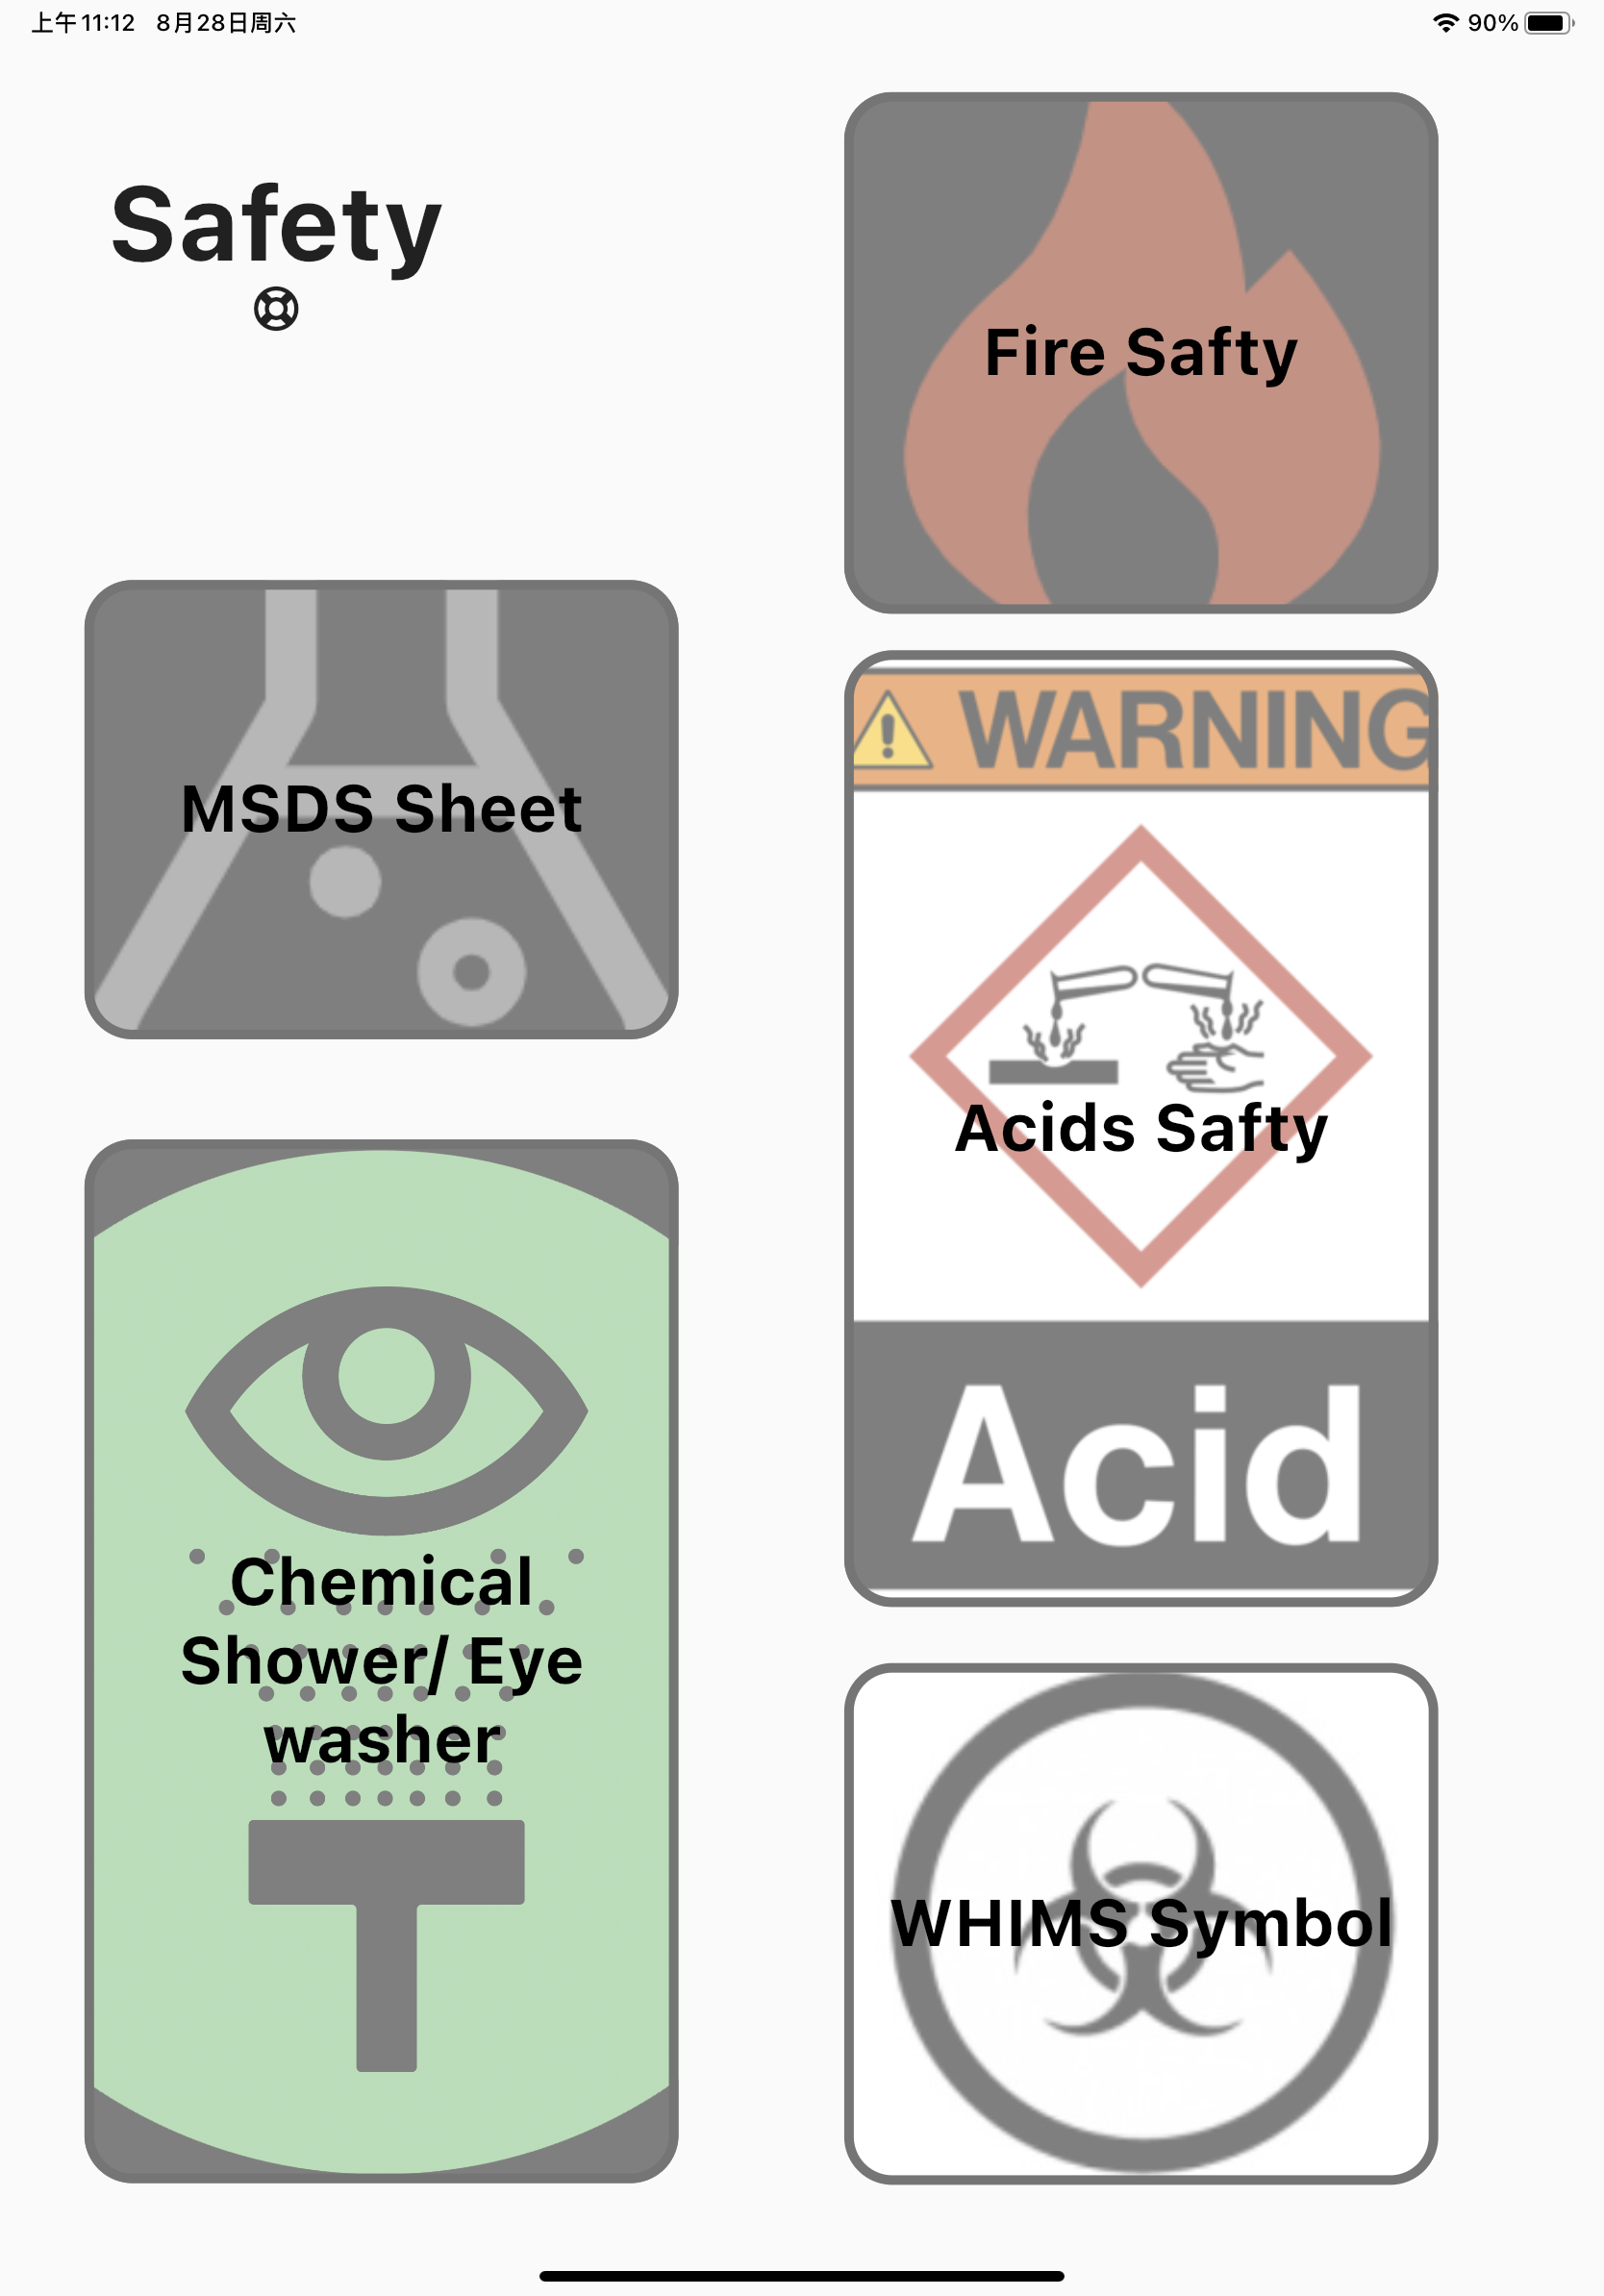 上午11:12 8月28日周六
90%
Safety
Fire Safty
MSDS Sheet
WARNING
Acids Safty
Acid
Chemical
Shower/ Eye
washer
WHIMS Symbol